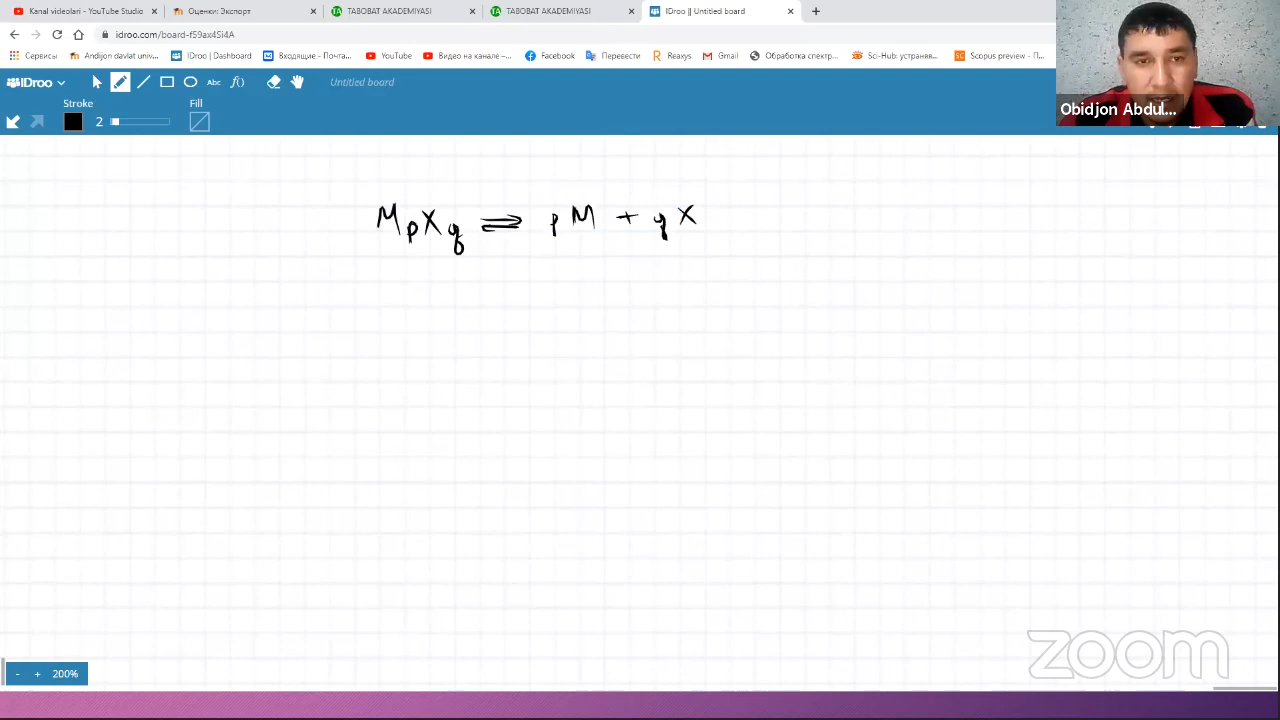 Kanal videolari - YouTube Studio
Оценки: Экспорт
TABOBAT AKADEMIYASI
TABOBAT AKADEMIYASI
IDroo || Untitled board
idroo.com/board-f59ax4Si4A
Сервисы
Andijon davlat univ...
IDroo | Dashboard
Входящие - Почта...
YouTube
Видео на канале –...
Facebook
Перевести
Reaxys
Gmail
Обработка спектр...
Sci-Hub: устраняя...
Scopus preview - П...
IDroo
Abc
f()
Untitled board
Stroke
Fill
2
Obidjon Abdul...
MpXq ⇌ pM + qX
- + 200%
zoom